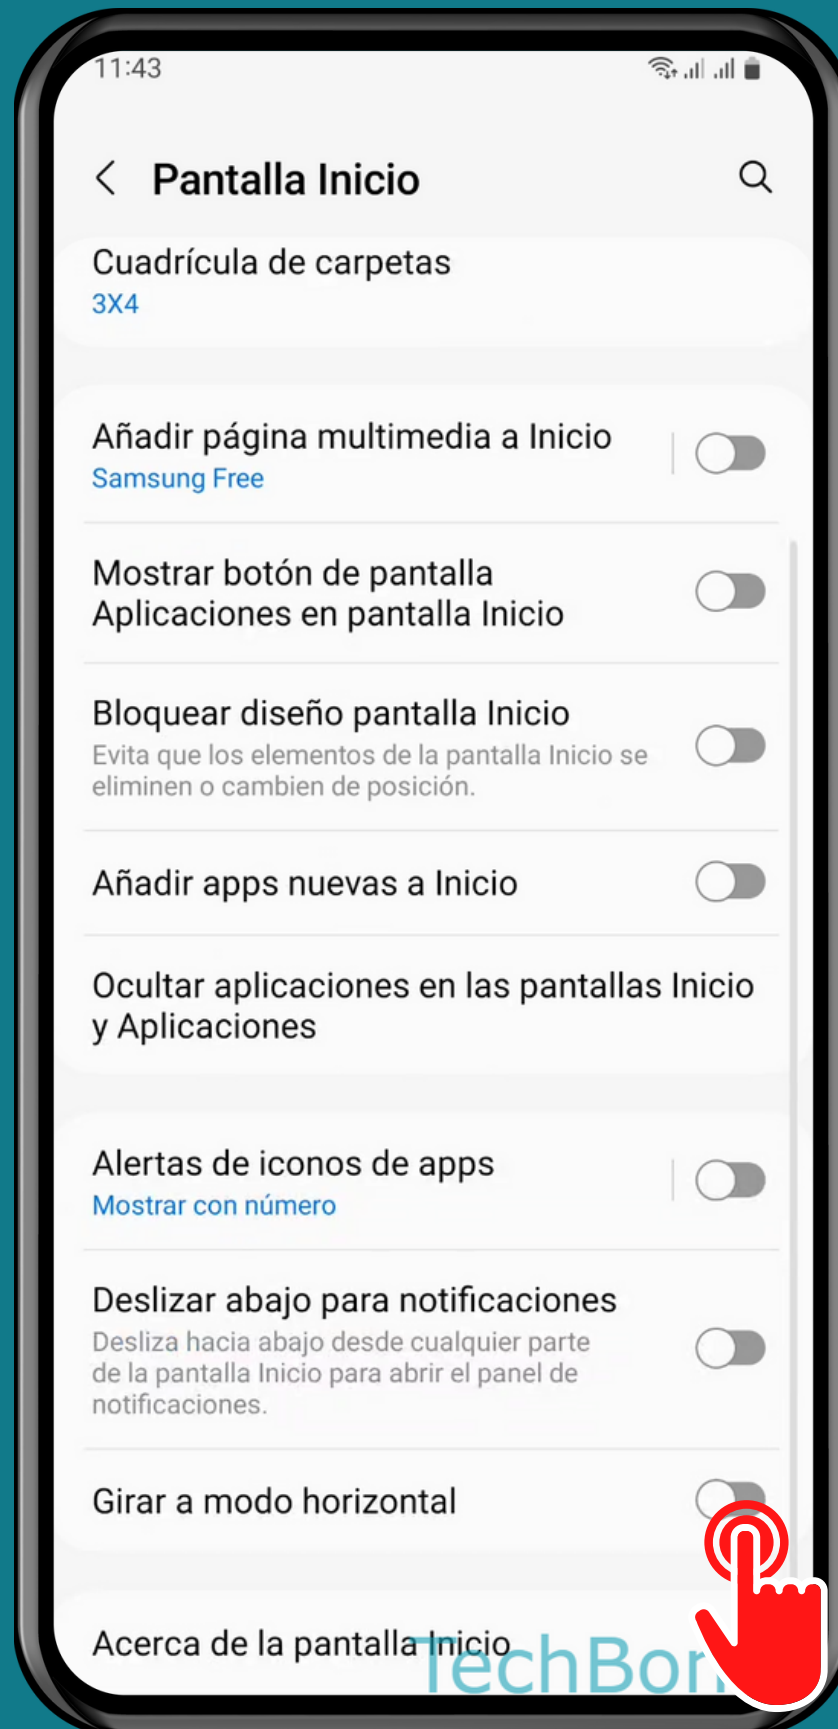 11:43
Pantalla Inicio
Cuadrícula de carpetas
3X4
Añadir página multimedia a Inicio
Samsung Free
Mostrar botón de pantalla
Aplicaciones en pantalla Inicio
Bloquear diseño pantalla Inicio
Evita que los elementos de la pantalla Inicio se
eliminen o cambien de posición.
Añadir apps nuevas a Inicio
Ocultar aplicaciones en las pantallas Inicio
y Aplicaciones
Alertas de iconos de apps
Mostrar con número
Deslizar abajo para notificaciones
Desliza hacia abajo desde cualquier parte
de la pantalla Inicio para abrir el panel de
notificaciones.
Girar a modo horizontal
Acerca de la pantalla Inicio